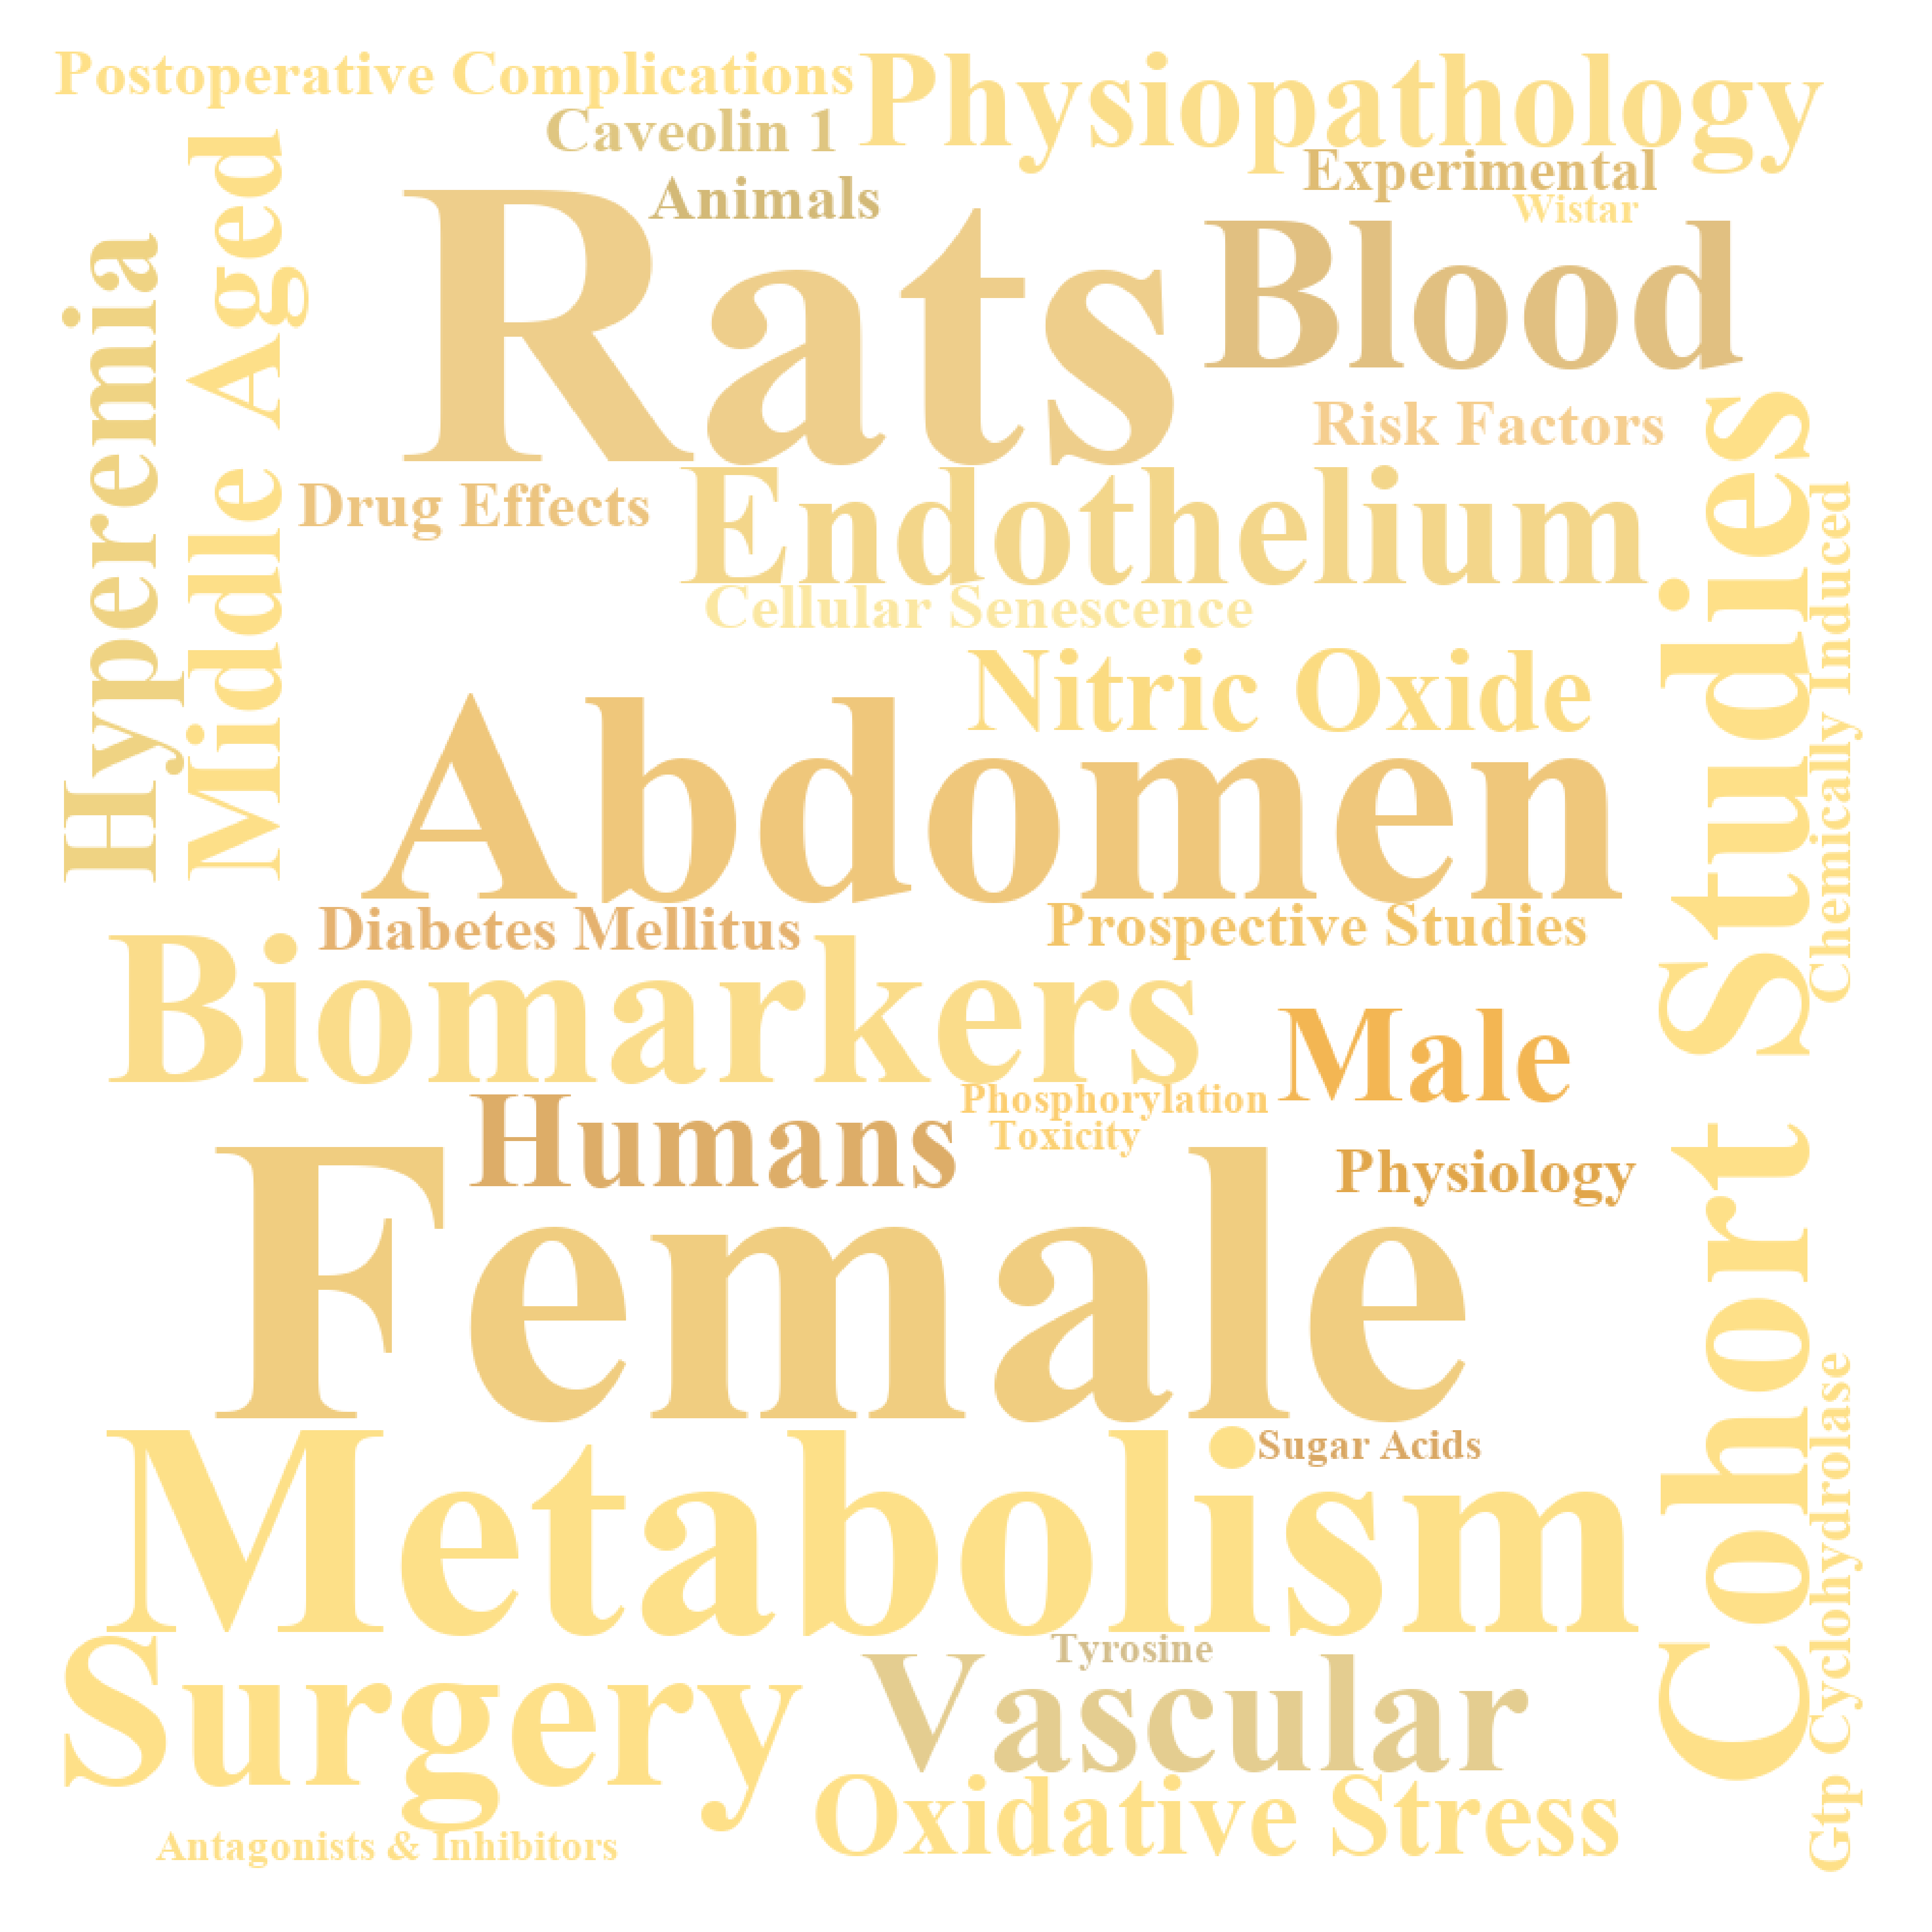 Postoperative Complications
Physiopathology
Caveolin 1
Experimental
Animals
Wistar
Rats
Blood
Hyperemia
Middle Aged
Risk Factors
Drug Effects
Endothelium
Cellular Senescence
Nitric Oxide
Abdomen
Cohort Studies
Chemically Induced
Diabetes Mellitus
Prospective Studies
Biomarkers
Male
Phosphorylation
Humans
Toxicity
Physiology
Female
Sugar Acids
Metabolism
Gtp Cyclohydrolase
Tyrosine
Surgery
Vascular
Oxidative Stress
Antagonists & Inhibitors